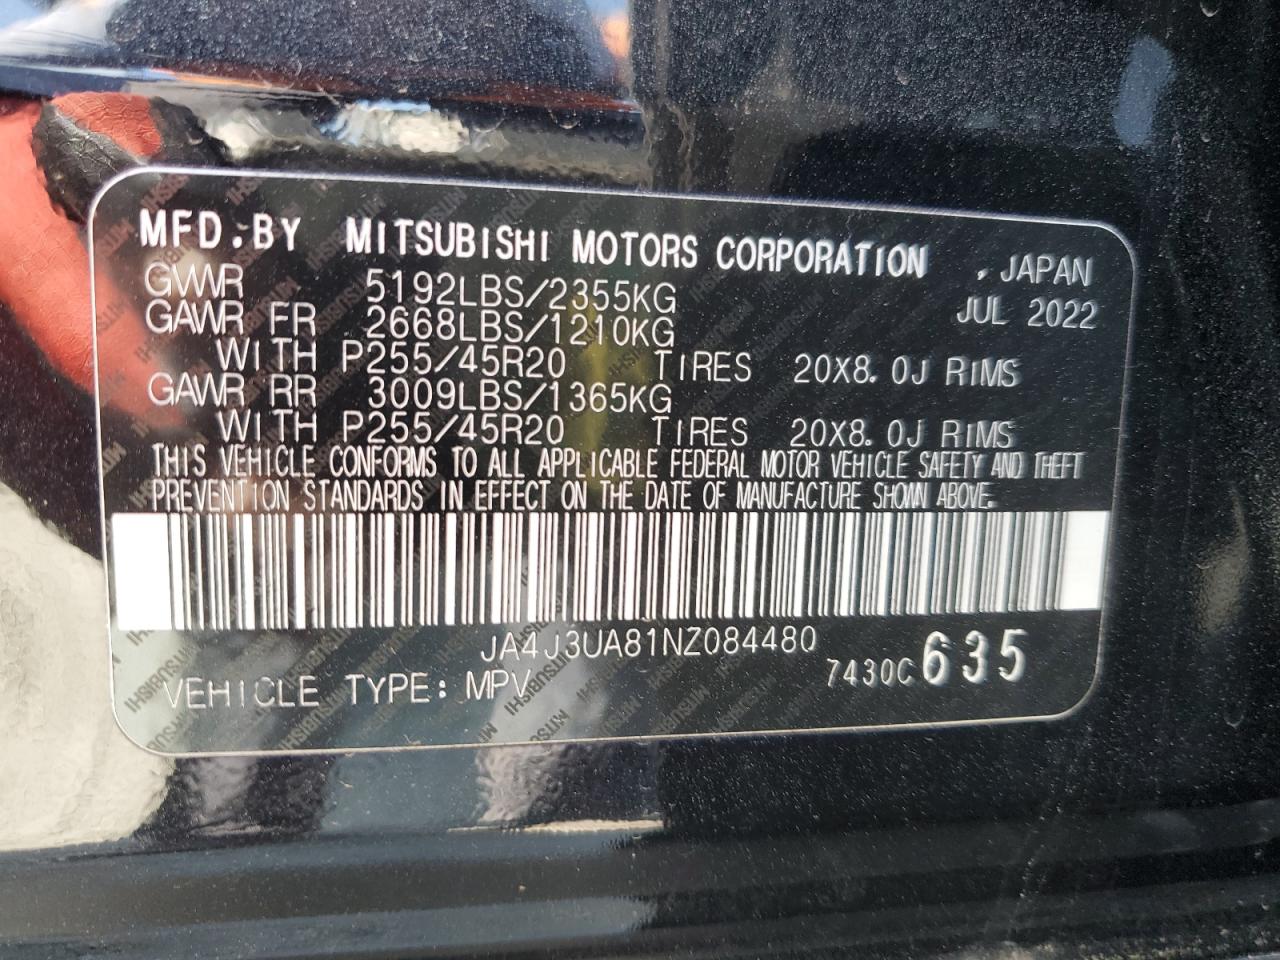 MFD.BY MITSUBISHI MOTORS CORPORATION , JAPAN
GVWR 5192LBS/2355KG JUL 2022
GAWR FR 2668LBS/1210KG
WITH P255/45R20 TIRES 20X8.0J RIMS
GAWR RR 3009LBS/1365KG
WITH P255/45R20 TIRES 20X8.0J RIMS
THIS VEHICLE CONFORMS TO ALL APPLICABLE FEDERAL MOTOR VEHICLE SAFETY AND THEFT
PREVENTION STANDARDS IN EFFECT ON THE DATE OF MANUFACTURE SHOWN ABOVE.
JA4J3UA81NZ084480
VEHICLE TYPE: MPV 7430C 635